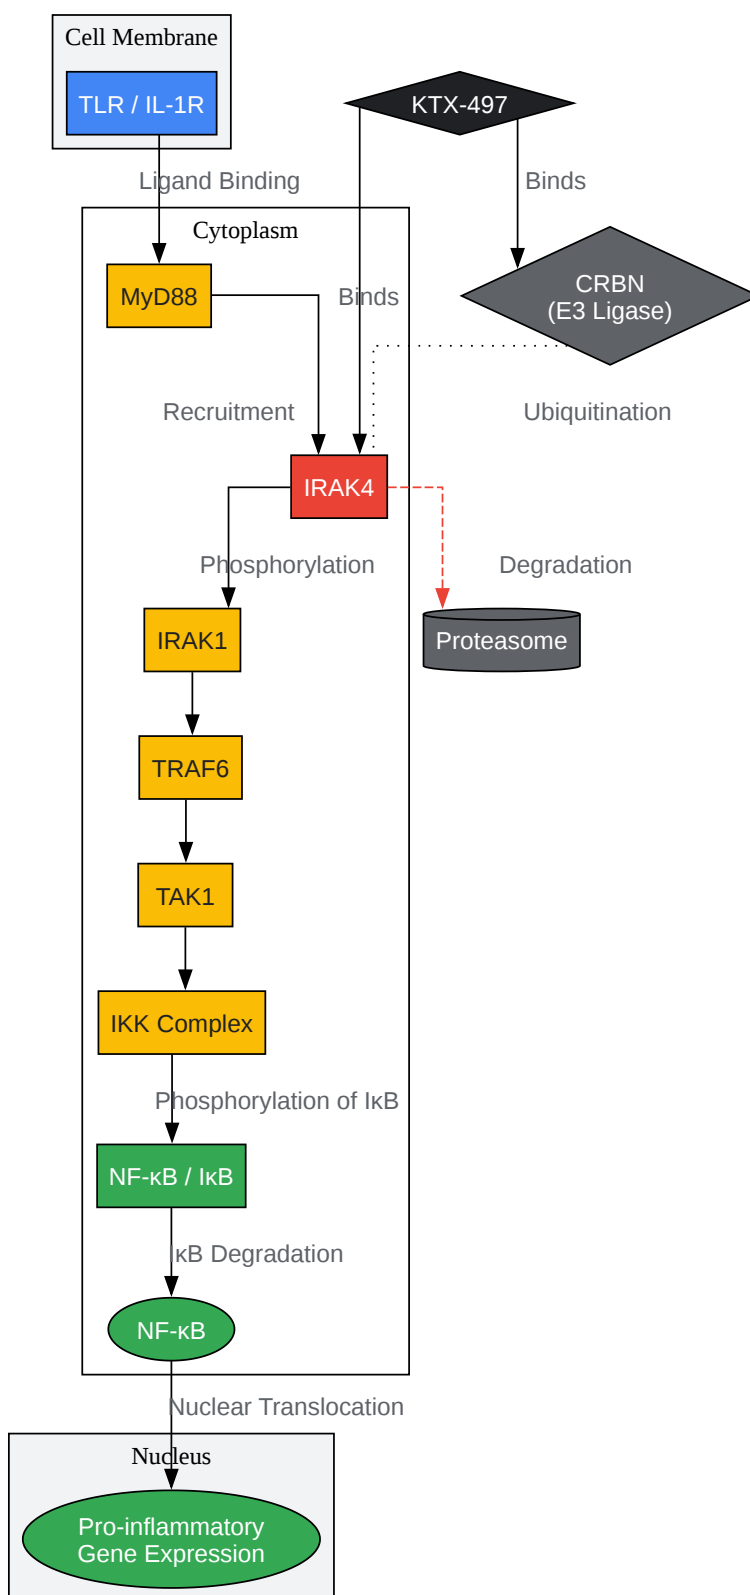 Cell Membrane
TLR / IL-1R
KTX-497
Ligand Binding
Binds
Cytoplasm
MyD88
Binds
CRBN
(E3 Ligase)
Recruitment
Ubiquitination
IRAK4
Phosphorylation
Degradation
IRAK1
Proteasome
TRAF6
TAK1
IKK Complex
Phosphorylation of IκB
NF-κB / IκB
IκB Degradation
NF-κB
Nuclear Translocation
Nucleus
Pro-inflammatory
Gene Expression